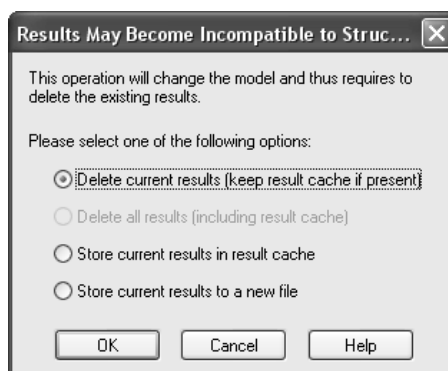 Results May Become Incompatible to Struc...
This operation will change the model and thus requires to
delete the existing results.
Please select one of the following options:
Delete current results (keep result cache if present)
Delete all results (including result cache)
Store current results in result cache
Store current results to a new file
OK Cancel Help